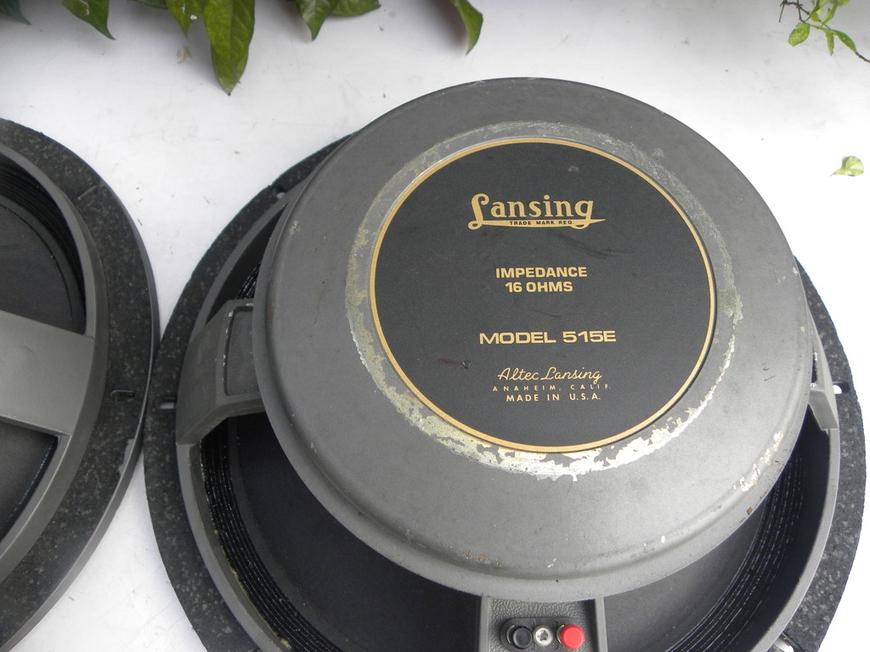 Lansing
TRADE MARK REG.
IMPEDANCE
16 OHMS
MODEL 515E
Altec Lansing
ANAHEIM, CALIF.
MADE IN U.S.A.